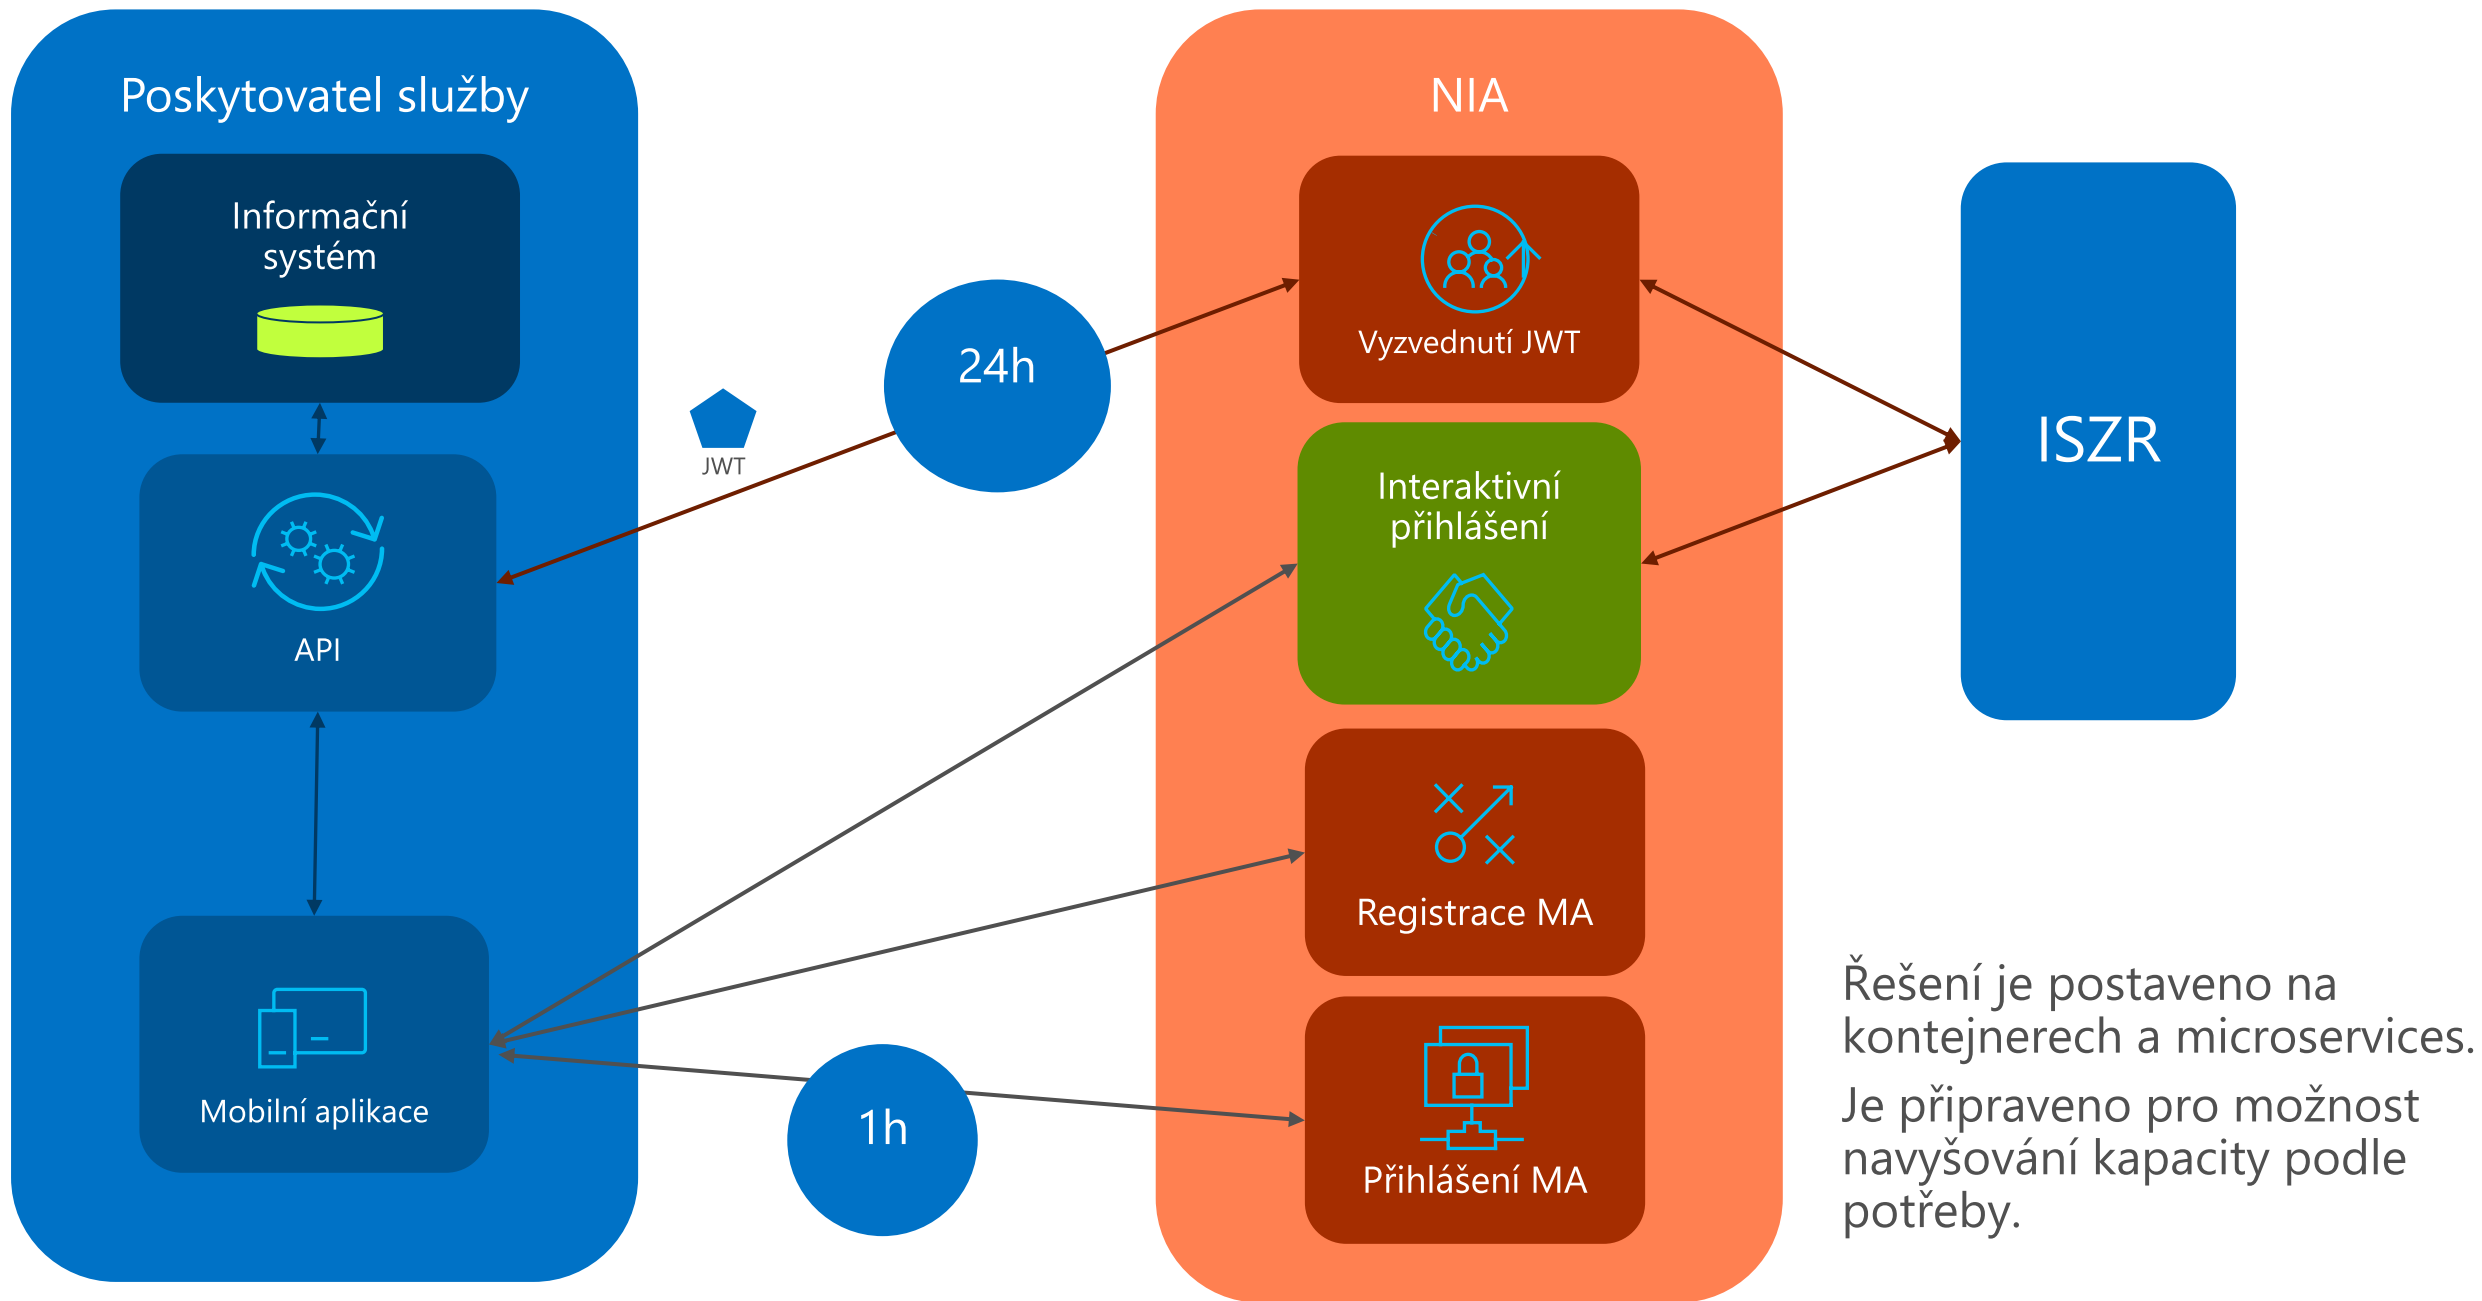 Poskytovatel služby
Informační
systém
API
Mobilní aplikace
JWT
24h
1h
NIA
Vyzvednutí JWT
Interaktivní
přihlášení
Registrace MA
Přihlášení MA
ISZR
Řešení je postaveno na
kontejnerech a microservices.
Je připraveno pro možnost
navyšování kapacity podle
potřeby.